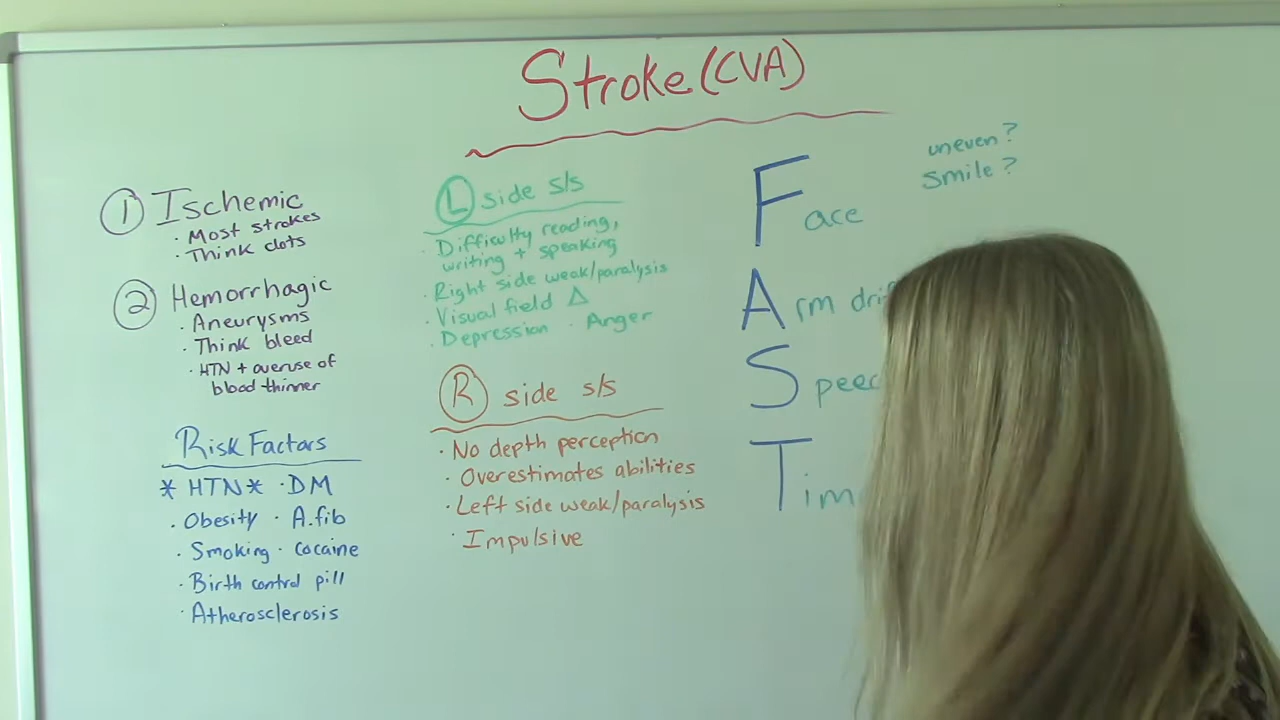 Stroke (CVA)
① Ischemic
· Most strokes
· Think clots
② Hemorrhagic
· Aneurysms
· Think bleed
· HTN + overuse of
blood thinner
Risk Factors
* HTN * · DM
· Obesity · A.fib
· Smoking · Cocaine
· Birth control pill
· Atherosclerosis
Ⓛ side s/s
· Difficulty reading,
writing + speaking
· Right side weak/paralysis
· Visual field Δ
· Depression · Anger
Ⓡ side s/s
· No depth perception
· Overestimates abilities
· Left side weak/paralysis
· Impulsive
uneven?
smile?
Face
Arm